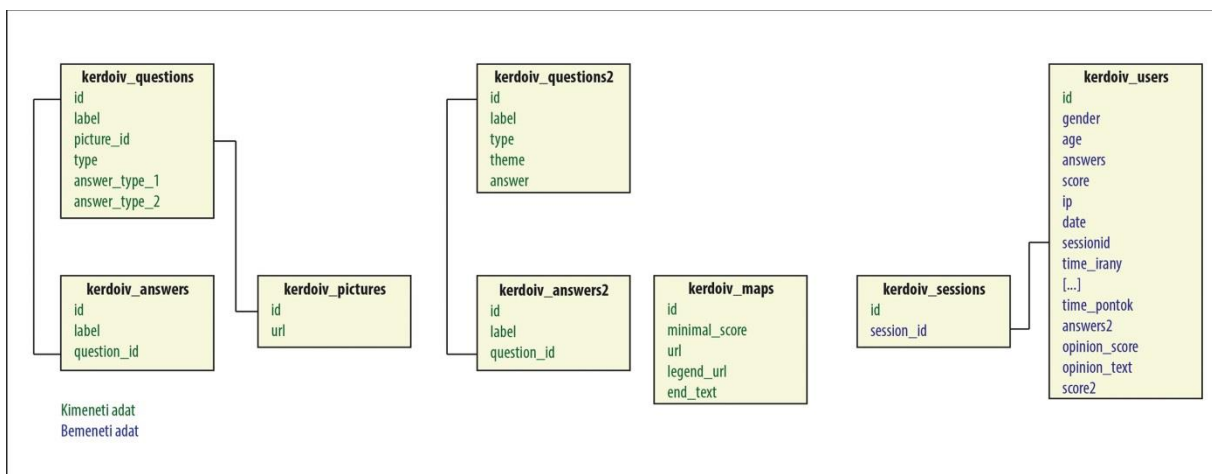 kerdoiv_questions
id
label
picture_id
type
answer_type_1
answer_type_2
kerdoiv_answers
id
label
question_id
kerdoiv_pictures
id
url
kerdoiv_questions2
id
label
type
theme
answer
kerdoiv_answers2
id
label
question_id
kerdoiv_maps
id
minimal_score
url
legend_url
end_text
kerdoiv_sessions
id
session_id
kerdoiv_users
id
gender
age
answers
score
ip
date
sessionid
time_irany
[...]
time_pontok
answers2
opinion_score
opinion_text
score2
Kimeneti adat
Bemeneti adat